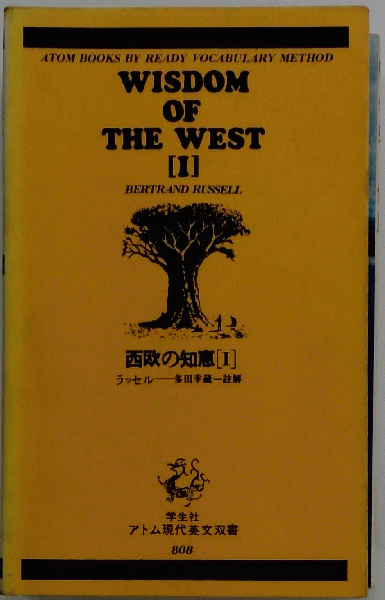 ATOM BOOKS BY READY VOCABULARY METHOD
WISDOM
OF
THE WEST
[I]
BERTRAND RUSSELL
西欧の知恵[I]
ラッセル——多田幸蔵—註解
学生社
アトム現代英文双書
808